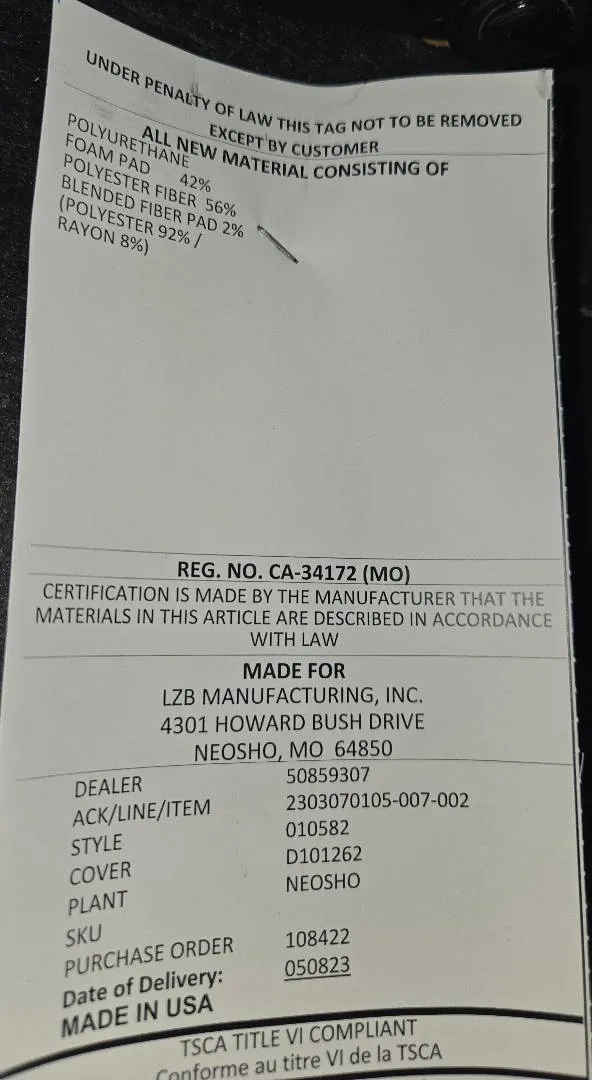 UNDER PENALTY OF LAW THIS TAG NOT TO BE REMOVED
EXCEPT BY CUSTOMER
ALL NEW MATERIAL CONSISTING OF
POLYURETHANE
FOAM PAD 42%
POLYESTER FIBER 56%
BLENDED FIBER PAD 2%
(POLYESTER 92% /
RAYON 8%)
REG. NO. CA-34172 (MO)
CERTIFICATION IS MADE BY THE MANUFACTURER THAT THE
MATERIALS IN THIS ARTICLE ARE DESCRIBED IN ACCORDANCE
WITH LAW
MADE FOR
LZB MANUFACTURING, INC.
4301 HOWARD BUSH DRIVE
NEOSHO, MO 64850
DEALER 50859307
ACK/LINE/ITEM 2303070105-007-002
STYLE 010582
COVER D101262
PLANT NEOSHO
SKU
PURCHASE ORDER 108422
Date of Delivery: 050823
MADE IN USA
TSCA TITLE VI COMPLIANT
Conforme au titre VI de la TSCA